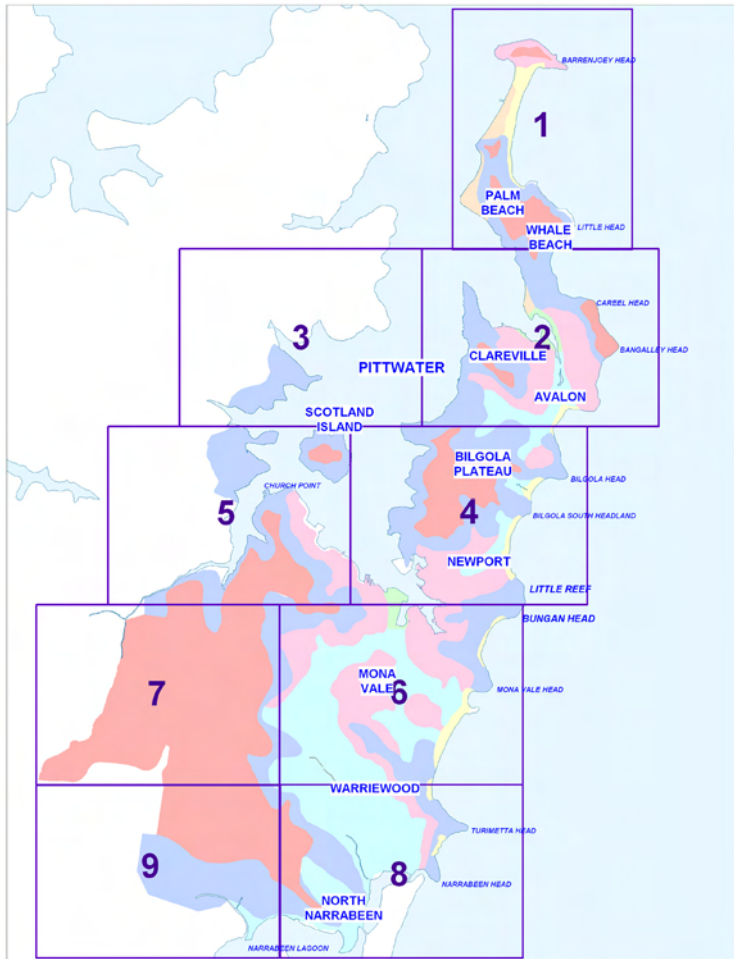 BARRENJOEY HEAD
1
PALM
BEACH
WHALE
BEACH
LITTLE HEAD
CAREEL HEAD
3
2
BANGALLEY HEAD
CLAREVILLE
PITTWATER
AVALON
SCOTLAND
ISLAND
BILGOLA
PLATEAU
BILGOLA HEAD
CHURCH POINT
5
4
BILGOLA SOUTH HEADLAND
NEWPORT
LITTLE REEF
BUNGAN HEAD
MONA
VALE
7
6
MONA VALE HEAD
WARRIEWOOD
TURIMETTA HEAD
9
8
NARRABEEN HEAD
NORTH
NARRABEEN
NARRABEEN LAGOON